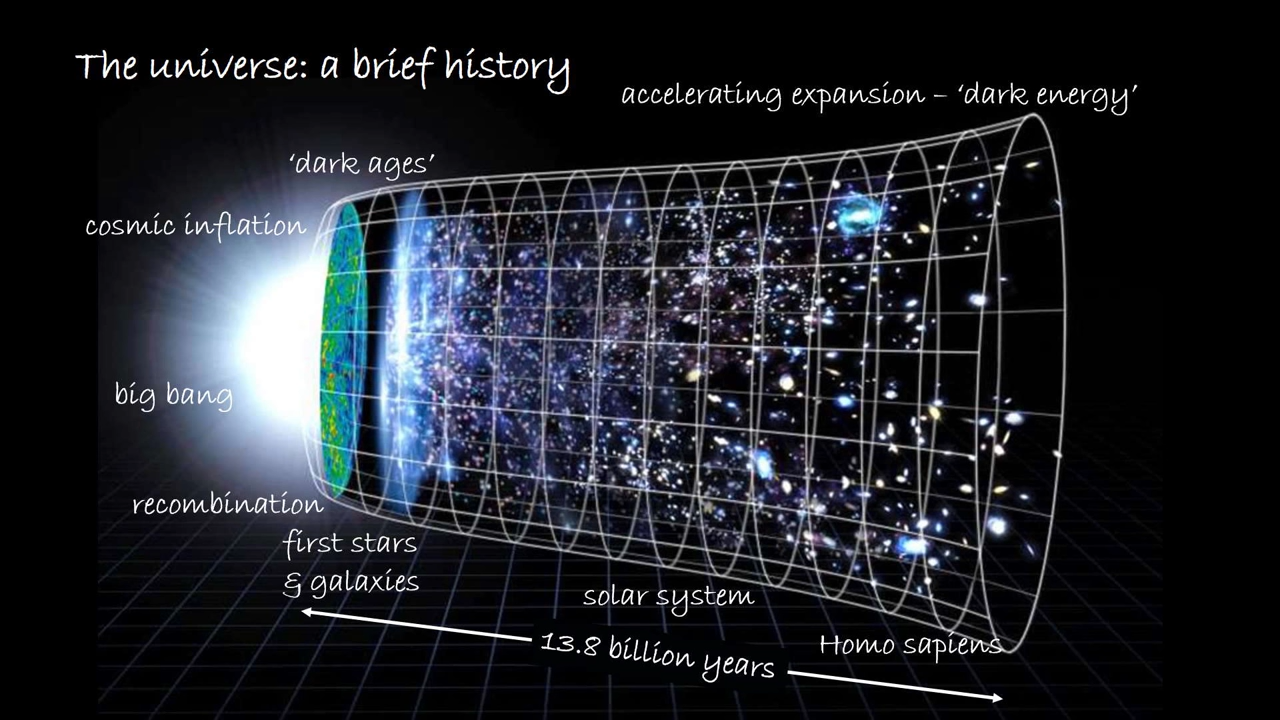 The universe: a brief history
accelerating expansion – ‘dark energy’
‘dark ages’
cosmic inflation
big bang
recombination
first stars
& galaxies
solar system
13.8 billion years
Homo sapiens